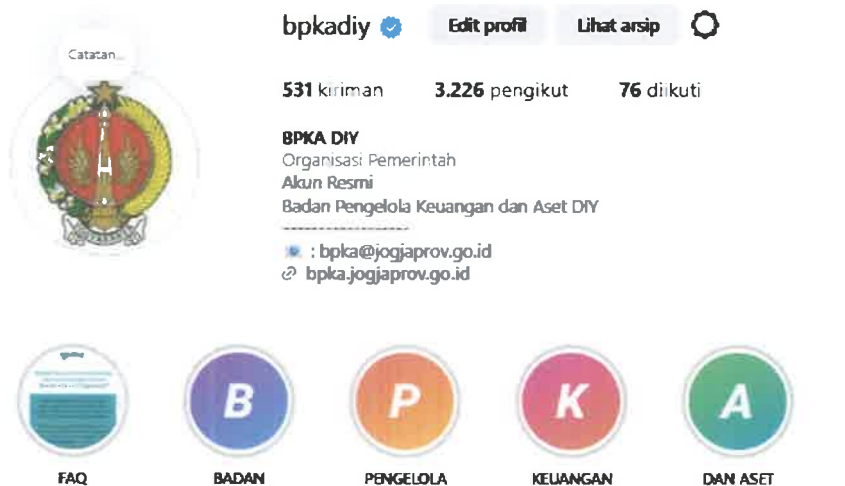 bpkadiy Edit profil Lihat arsip
Catatan...
531 kiriman 3.226 pengikut 76 diikuti
BPKA DIY
Organisasi Pemerintah
Akun Resmi
Badan Pengelola Keuangan dan Aset DIY
--------------------
: bpka@jogjaprov.go.id
bpka.jogjaprov.go.id
B P K A
FAQ BADAN PENGELOLA KEUANGAN DAN ASET